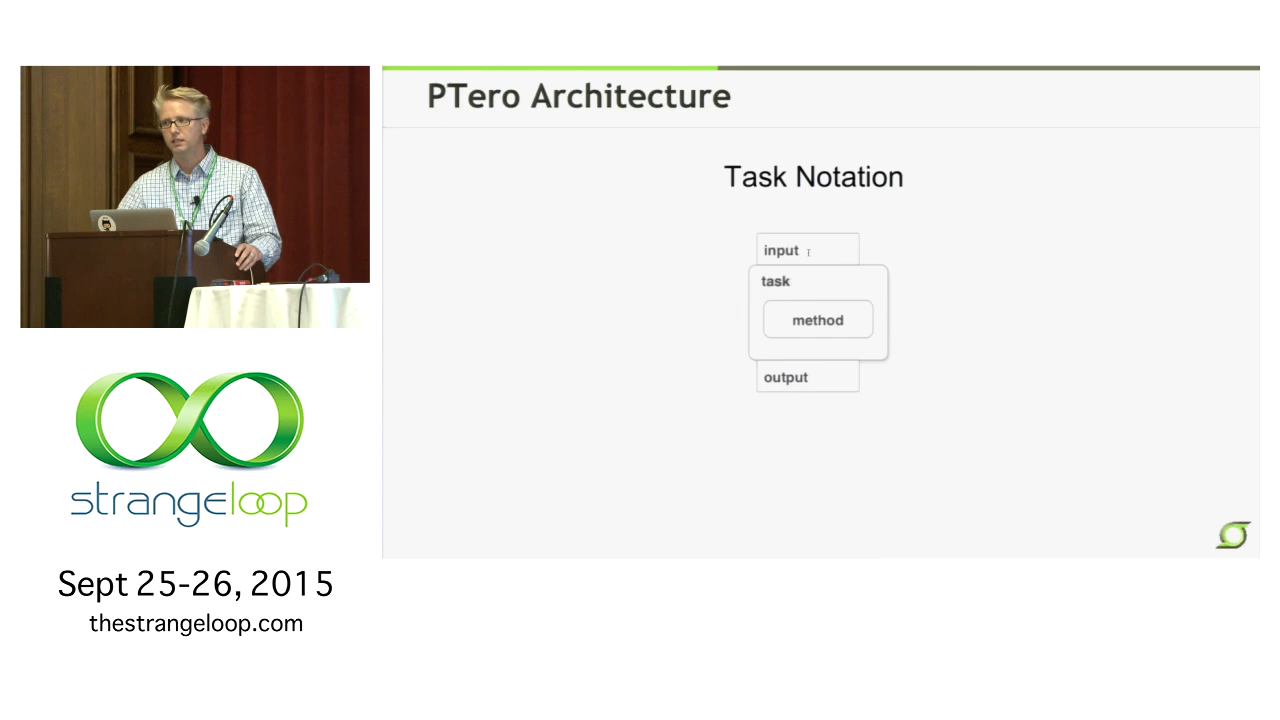 PTero Architecture
Task Notation
input
task
method
output
strangeloop
Sept 25-26, 2015
thestrangeloop.com